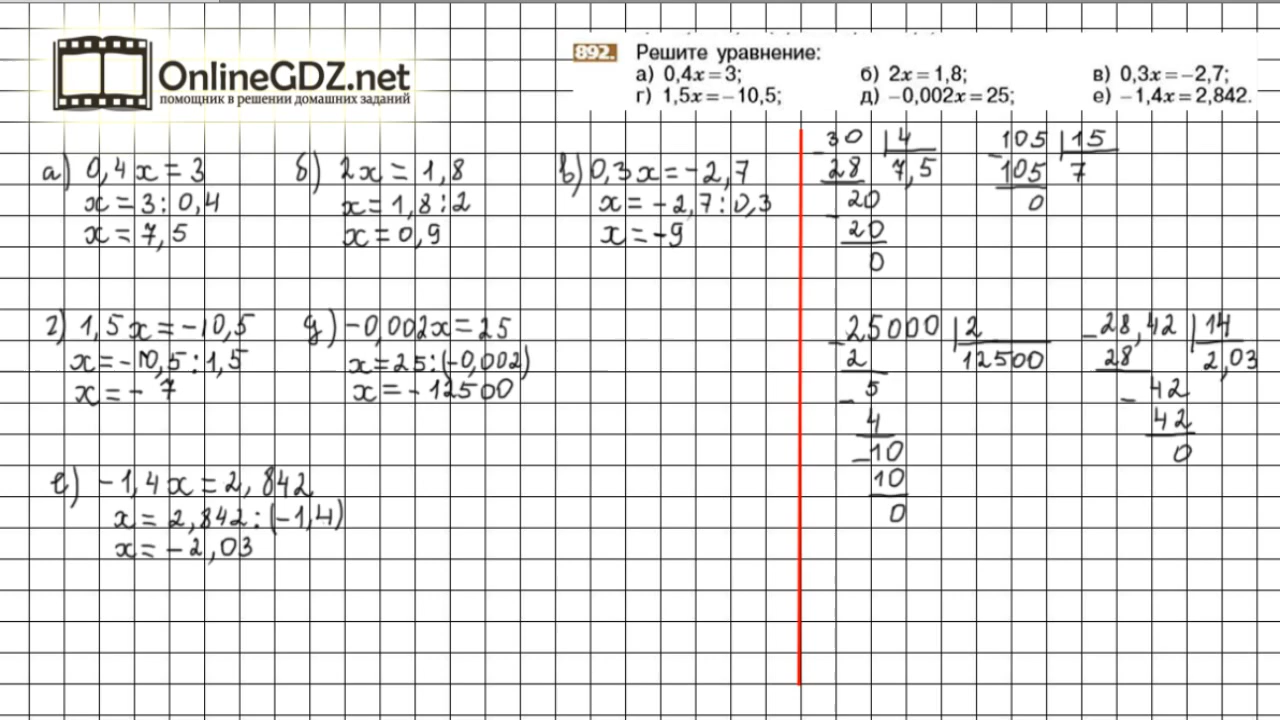 OnlineGDZ.net
помощник в решении домашних заданий
892. Решите уравнение:
а) 0,4x = 3; б) 2x = 1,8; в) 0,3x = −2,7;
г) 1,5x = −10,5; д) −0,002x = 25; е) −1,4x = 2,842.
а) 0,4x = 3
x = 3 : 0,4
x = 7,5
б) 2x = 1,8
x = 1,8 : 2
x = 0,9
в) 0,3x = -2,7
x = -2,7 : 0,3
x = -9
г) 1,5x = -10,5
x = -10,5 : 1,5
x = - 7
д) -0,002x = 25
x = 25 : (-0,002)
x = -12500
е) -1,4x = 2,842
x = 2,842 : (-1,4)
x = -2,03
-30 | 4
28 7,5
-20
20
0
-105 | 15
105 7
0
-25000 | 2
2 12500
-5
4
-10
10
0
-28,42 | 14
28 2,03
-42
42
0